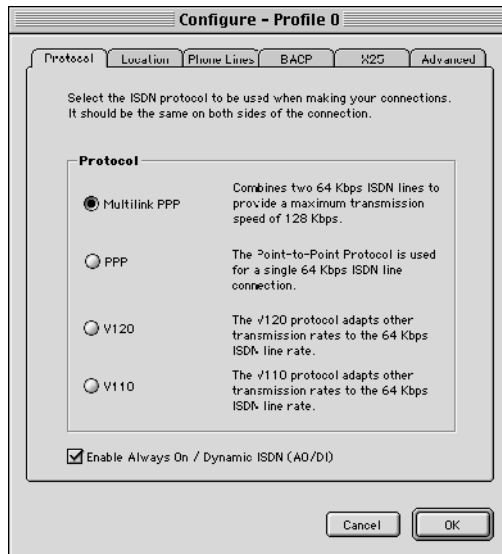 Configure - Profile 0
Protocol
Location
Phone Lines
BACP
X25
Advanced
Select the ISDN protocol to be used when making your connections.
It should be the same on both sides of the connection.
Protocol
Multilink PPP
Combines two 64 Kbps ISDN lines to
provide a maximum transmission
speed of 128 Kbps.
PPP
The Point-to-Point Protocol is used
for a single 64 Kbps ISDN line
connection.
V120
The V120 protocol adapts other
transmission rates to the 64 Kbps
ISDN line rate.
V110
The V110 protocol adapts other
transmission rates to the 64 Kbps
ISDN line rate.
Enable Always On / Dynamic ISDN (AO/DI)
Cancel
OK